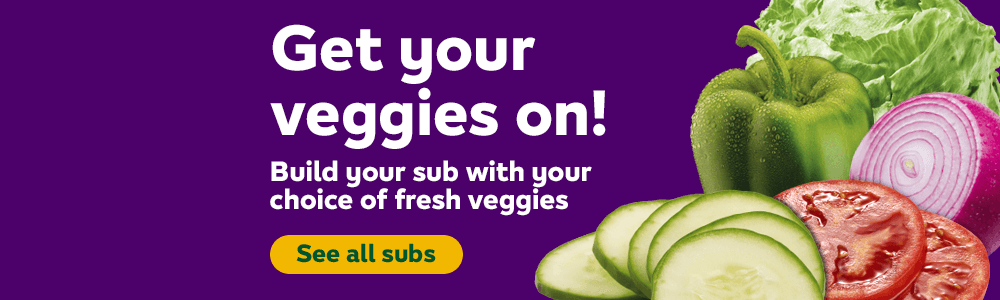 Get your
veggies on!
Build your sub with your
choice of fresh veggies
See all subs